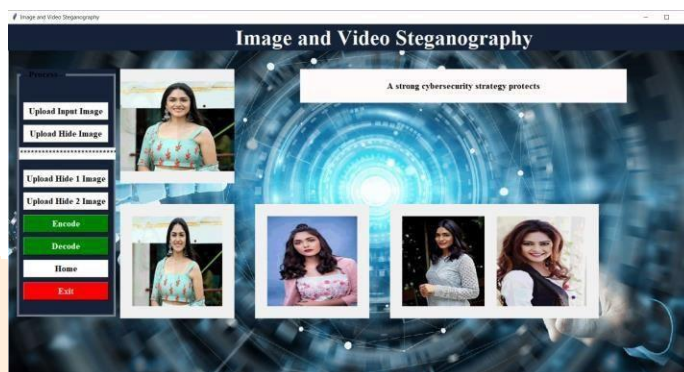 Image and Video Steganography
Image and Video Steganography
Process
Upload Input Image
Upload Hide Image
A strong cybersecurity strategy protects
Upload Hide 1 Image
Upload Hide 2 Image
Encode
Decode
Home
Exit